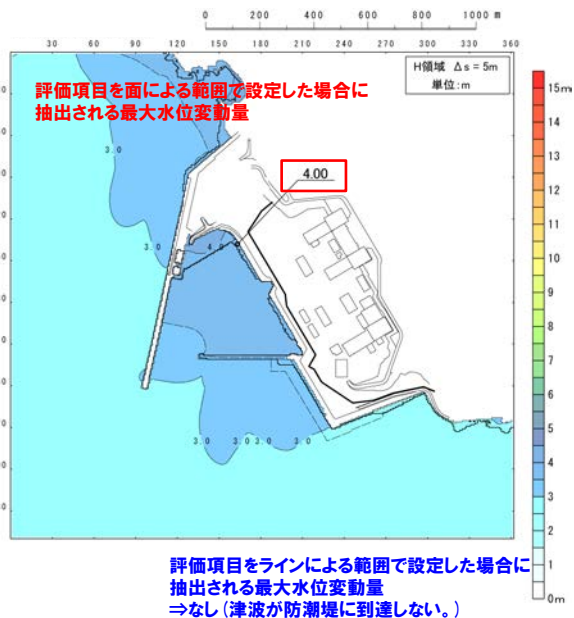 0 200 400 600 800 1000 m
30 60 90 120 150 180 210 240 270 300 330 360
H領域 Δs = 5m
単位:m
評価項目を面による範囲で設定した場合に
抽出される最大水位変動量
4.00
3.0
3.0
4.0
3.0 3.0 3.0 3.0
15m
14
13
12
11
10
9
8
7
6
5
4
3
2
1
0m
評価項目をラインによる範囲で設定した場合に
抽出される最大水位変動量
⇒なし(津波が防潮堤に到達しない。)